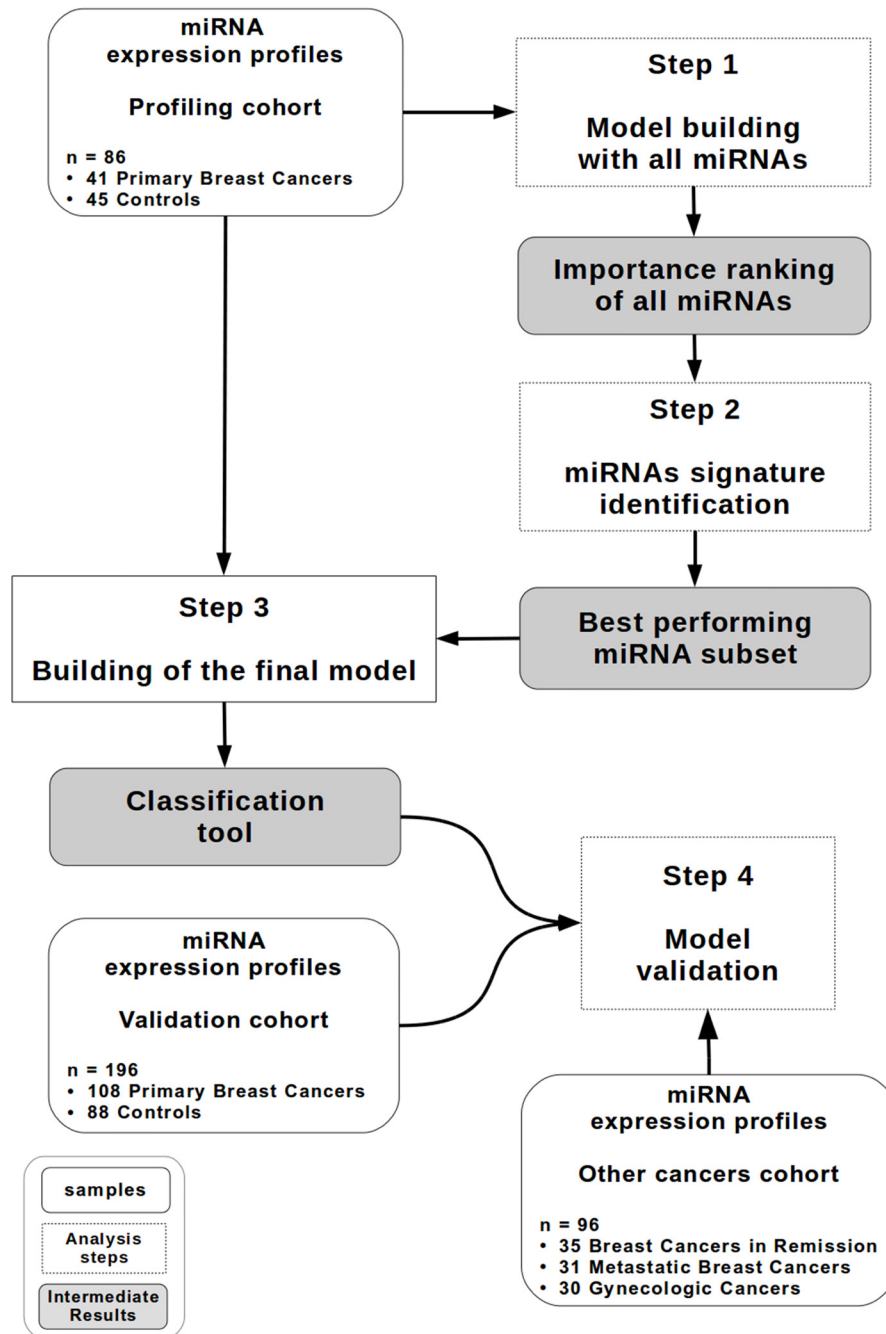 miRNA
expression profiles
Profiling cohort
n = 86
• 41 Primary Breast Cancers
• 45 Controls
Step 1
Model building
with all miRNAs
Importance ranking
of all miRNAs
Step 2
miRNAs signature
identification
Best performing
miRNA subset
Step 3
Building of the final model
Classification
tool
miRNA
expression profiles
Validation cohort
n = 196
• 108 Primary Breast Cancers
• 88 Controls
Step 4
Model
validation
miRNA
expression profiles
Other cancers cohort
n = 96
• 35 Breast Cancers in Remission
• 31 Metastatic Breast Cancers
• 30 Gynecologic Cancers
samples
Analysis
steps
Intermediate
Results